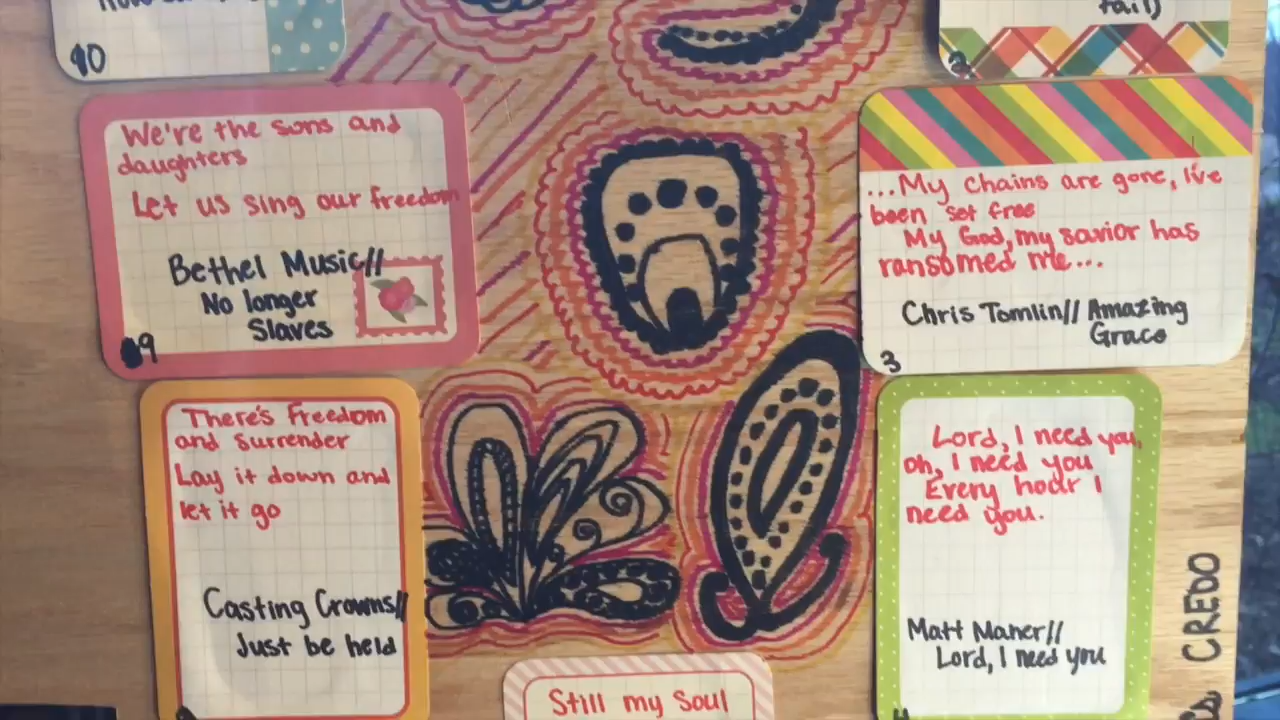 10
fail)
We're the sons and
daughters
Let us sing our freedom
Bethel Music//
No longer
Slaves
9
...My chains are gone, I've
been set free
My God, my savior has
ransomed me...
Chris Tomlin// Amazing
Grace
3
There's Freedom
and surrender
Lay it down and
let it go
Casting Crowns//
Just be held
Lord, I need you,
oh, I need you
Every hour I
need you.
Matt Maher//
Lord, I need you
Still my Soul
CREDO